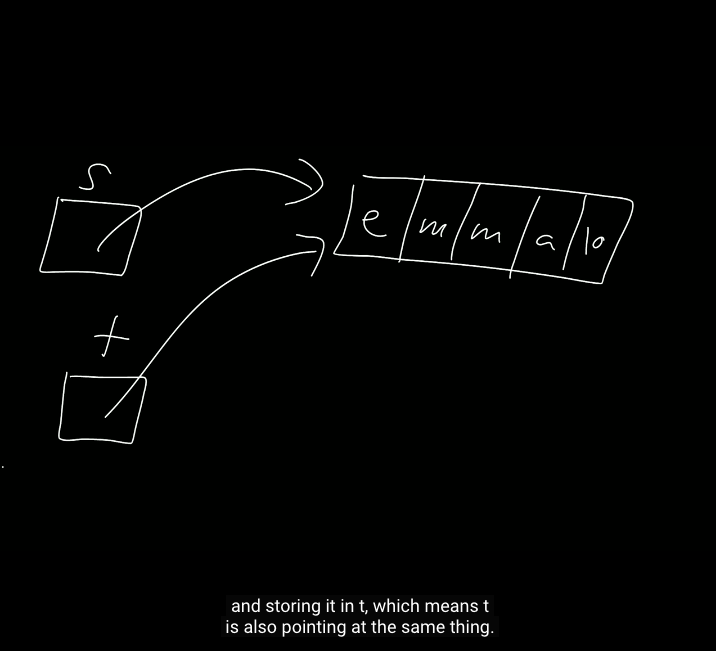 s
e m m a \0
t
and storing it in t, which means t
is also pointing at the same thing.